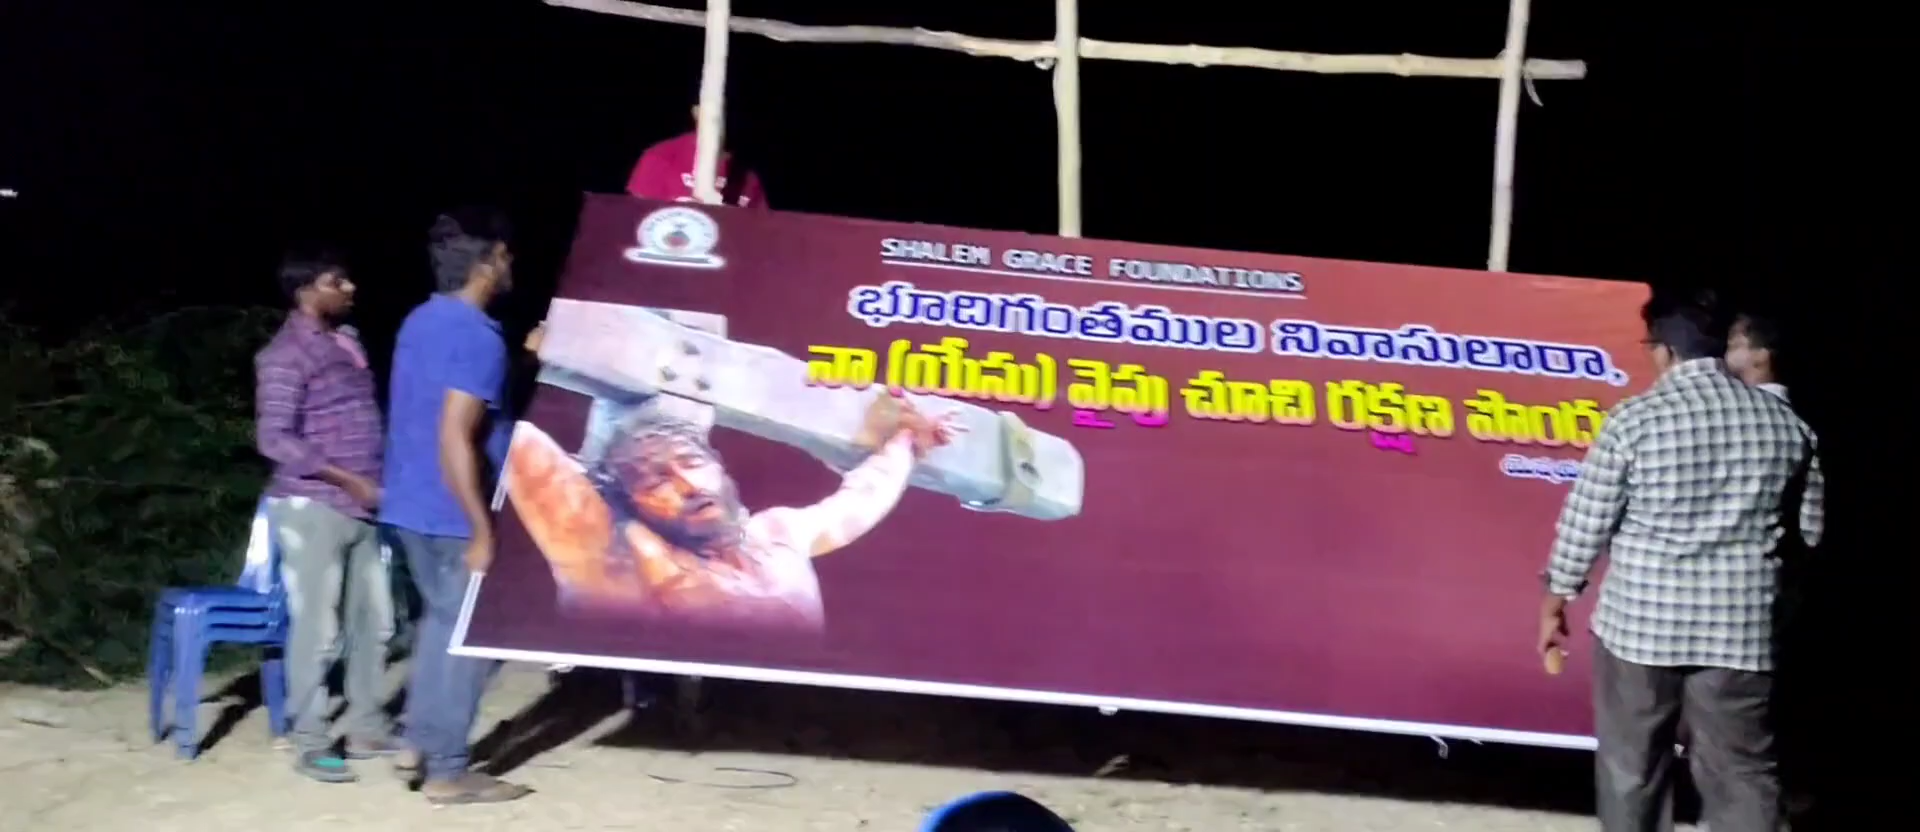 SHALEM GRACE FOUNDATIONS
భూదిగంతముల నివాసులారా,
నా (యేసు) వైపు చూచి రక్షణ